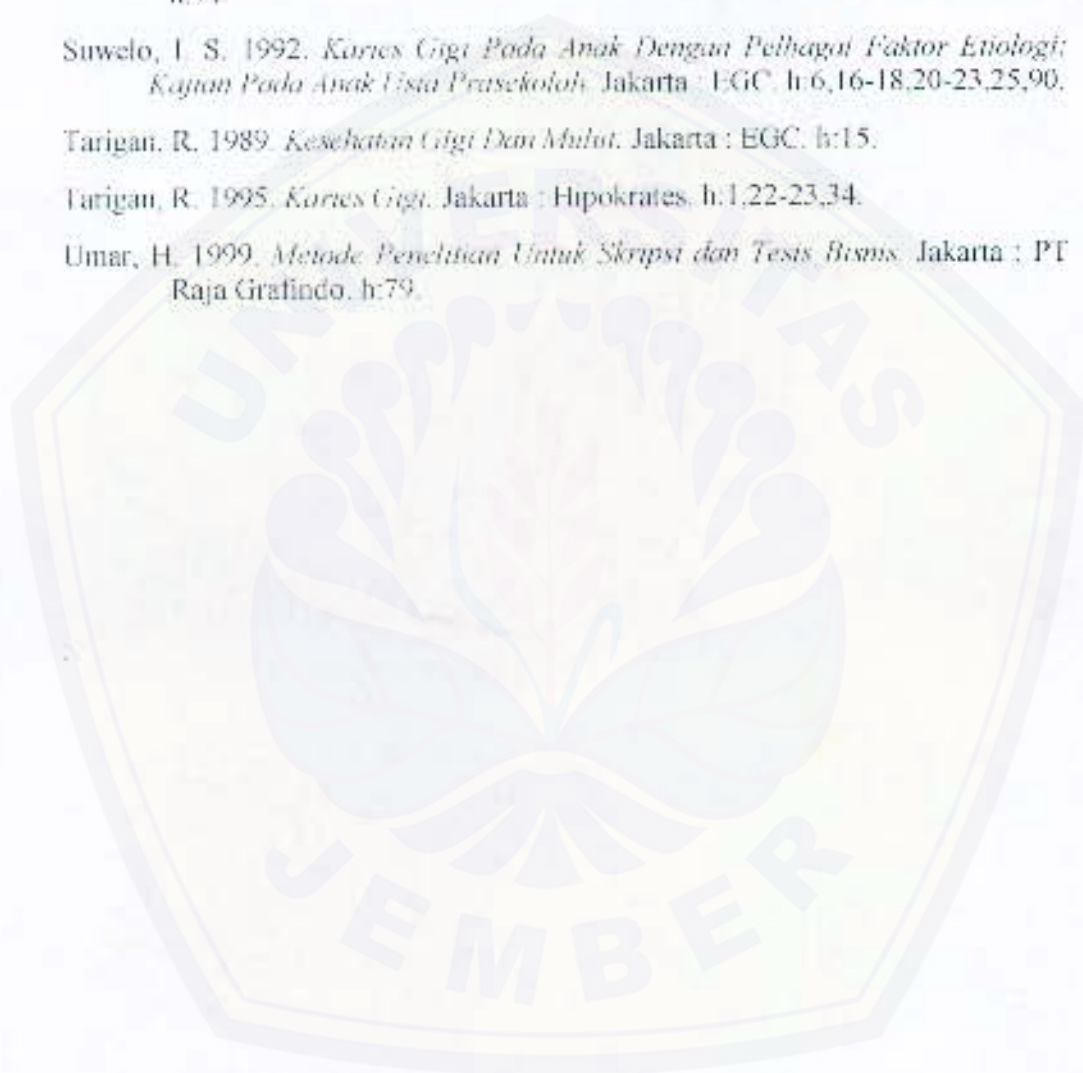 Suwelo, I. S. 1992. Karies Gigi Pada Anak Dengan Pelbagai Faktor Etiologi;
Kajian Pada Anak Usia Prasekolah. Jakarta : EGC. h:6,16-18,20-23,25,90.
Tarigan, R. 1989. Kesehatan Gigi Dan Mulut. Jakarta : EGC. h:15.
Tarigan, R. 1995. Karies Gigi. Jakarta : Hipokrates. h:1,22-23,34.
Umar, H. 1999. Metode Penelitian Untuk Skripsi dan Tesis Bisnis. Jakarta : PT
Raja Grafindo. h:79.
UNIVERSITAS
JEMBER